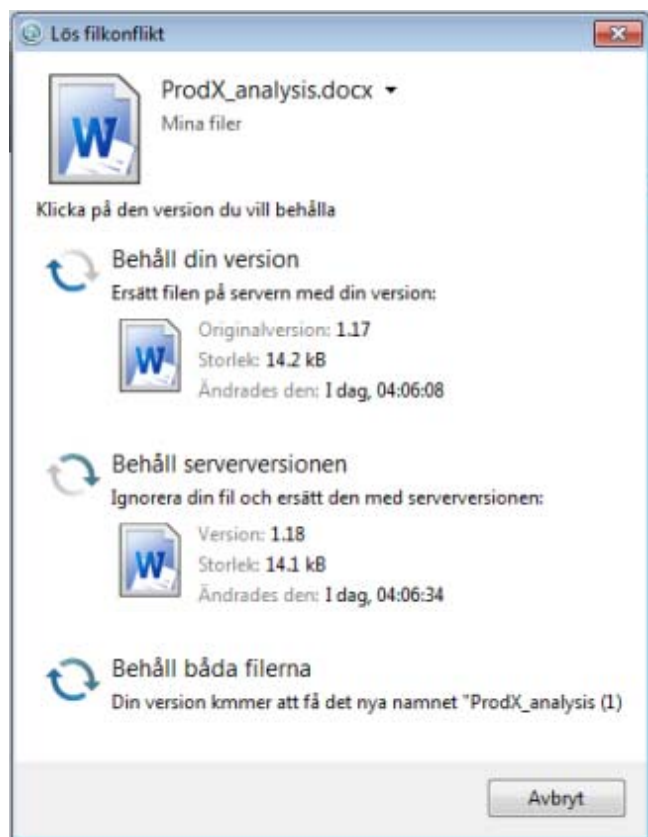 Lös filkonflikt
ProdX_analysis.docx
Mina filer
Klicka på den version du vill behålla
Behåll din version
Ersätt filen på servern med din version:
Originalversion: 1.17
Storlek: 14.2 kB
Ändrades den: I dag, 04:06:08
Behåll serverversionen
Ignorera din fil och ersätt den med serverversionen:
Version: 1.18
Storlek: 14.1 kB
Ändrades den: I dag, 04:06:34
Behåll båda filerna
Din version kmmer att få det nya namnet "ProdX_analysis (1)
Avbryt